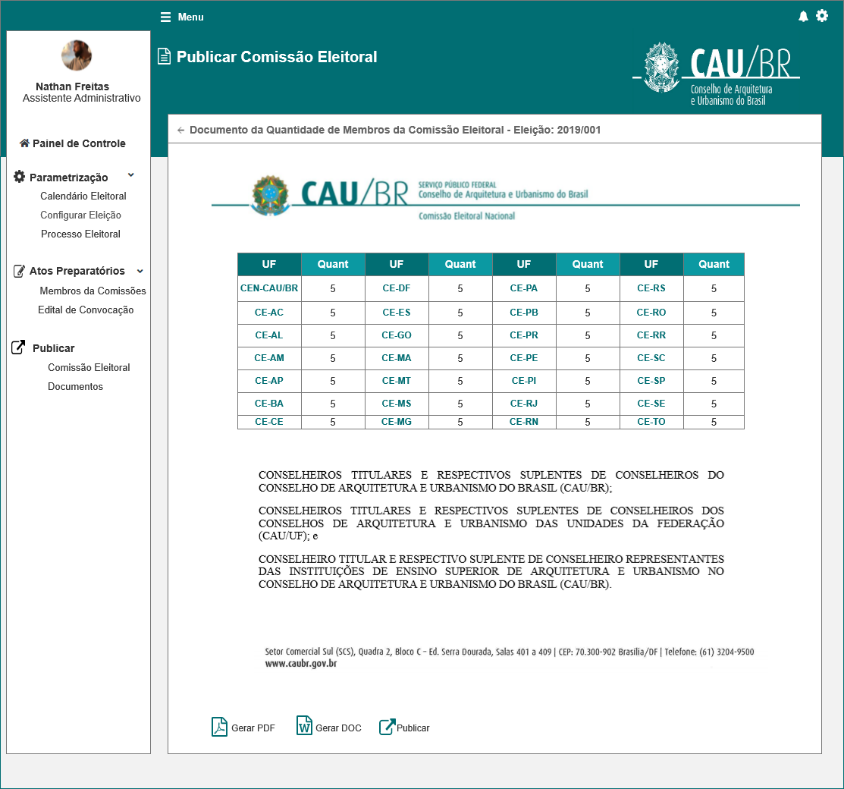 Menu
Publicar Comissão Eleitoral
CAU/BR
Conselho de Arquitetura
e Urbanismo do Brasil
Nathan Freitas
Assistente Administrativo
Painel de Controle
Parametrização
Calendário Eleitoral
Configurar Eleição
Processo Eleitoral
Atos Preparatórios
Membros da Comissões
Edital de Convocação
Publicar
Comissão Eleitoral
Documentos
Documento da Quantidade de Membros da Comissão Eleitoral - Eleição: 2019/001
CAU/BR
SERVIÇO PÚBLICO FEDERAL
Conselho de Arquitetura e Urbanismo do Brasil
Comissão Eleitoral Nacional
UF Quant UF Quant UF Quant UF Quant
CEN-CAU/BR 5 CE-DF 5 CE-PA 5 CE-RS 5
CE-AC 5 CE-ES 5 CE-PB 5 CE-RO 5
CE-AL 5 CE-GO 5 CE-PR 5 CE-RR 5
CE-AM 5 CE-MA 5 CE-PE 5 CE-SC 5
CE-AP 5 CE-MT 5 CE-PI 5 CE-SP 5
CE-BA 5 CE-MS 5 CE-RJ 5 CE-SE 5
CE-CE 5 CE-MG 5 CE-RN 5 CE-TO 5
CONSELHEIROS TITULARES E RESPECTIVOS SUPLENTES DE CONSELHEIROS DO
CONSELHO DE ARQUITETURA E URBANISMO DO BRASIL (CAU/BR);
CONSELHEIROS TITULARES E RESPECTIVOS SUPLENTES DE CONSELHEIROS DOS
CONSELHOS DE ARQUITETURA E URBANISMO DAS UNIDADES DA FEDERAÇÃO
(CAU/UF); e
CONSELHEIRO TITULAR E RESPECTIVO SUPLENTE DE CONSELHEIRO REPRESENTANTES
DAS INSTITUIÇÕES DE ENSINO SUPERIOR DE ARQUITETURA E URBANISMO NO
CONSELHO DE ARQUITETURA E URBANISMO DO BRASIL (CAU/BR).
Setor Comercial Sul (SCS), Quadra 2, Bloco C – Ed. Serra Dourada, Salas 401 a 409 | CEP: 70.300-902 Brasília/DF | Telefone: (61) 3204-9500
www.caubr.gov.br
Gerar PDF W Gerar DOC Publicar